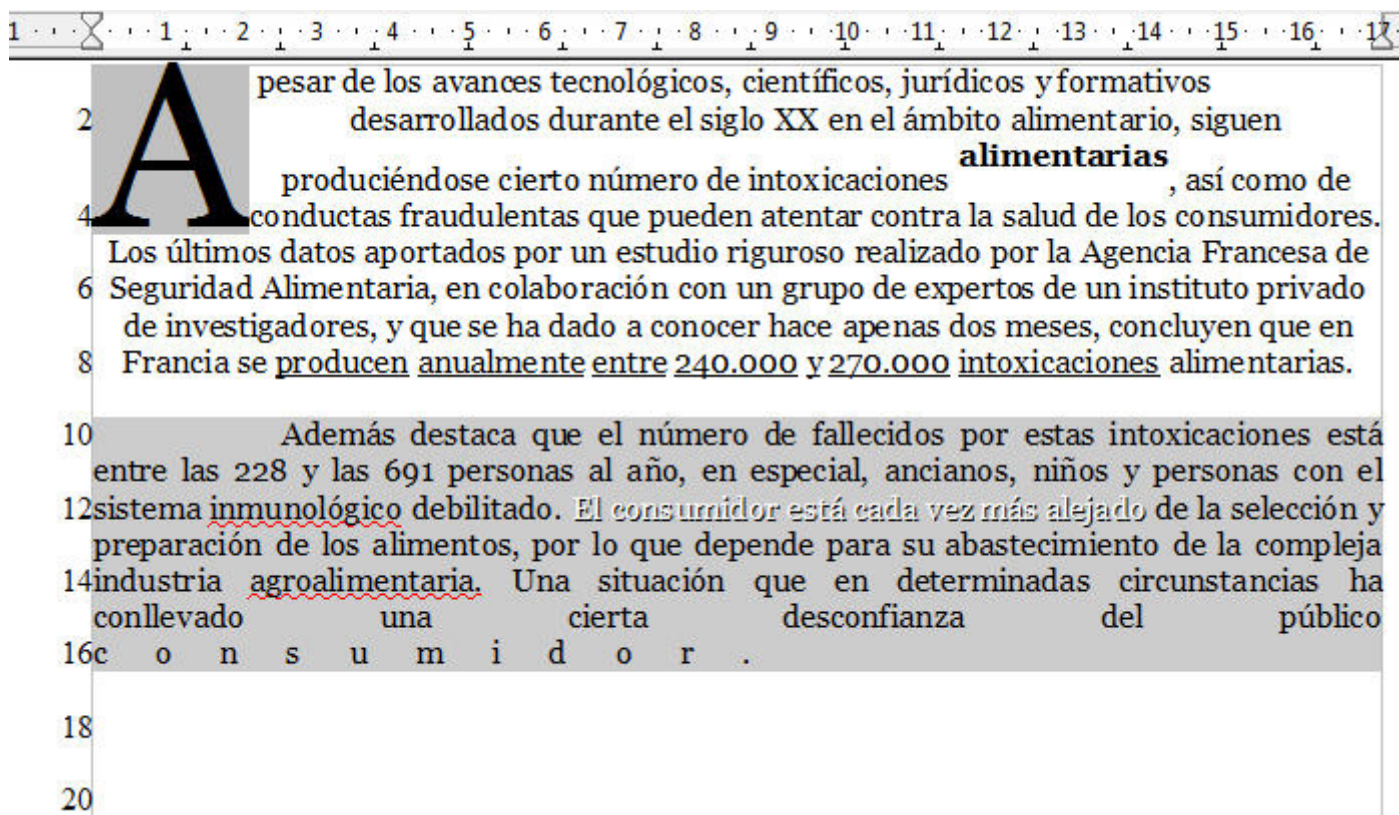 1 1 2 3 4 5 6 7 8 9 10 11 12 13 14 15 16 17
A pesar de los avances tecnológicos, científicos, jurídicos y formativos
2 desarrollados durante el siglo XX en el ámbito alimentario, siguen
produciéndose cierto número de intoxicaciones alimentarias, así como de
4 conductas fraudulentas que pueden atentar contra la salud de los consumidores.
Los últimos datos aportados por un estudio riguroso realizado por la Agencia Francesa de
6 Seguridad Alimentaria, en colaboración con un grupo de expertos de un instituto privado
de investigadores, y que se ha dado a conocer hace apenas dos meses, concluyen que en
8 Francia se producen anualmente entre 240.000 y 270.000 intoxicaciones alimentarias.
10 Además destaca que el número de fallecidos por estas intoxicaciones está
entre las 228 y las 691 personas al año, en especial, ancianos, niños y personas con el
12 sistema inmunológico debilitado. El consumidor está cada vez más alejado de la selección y
preparación de los alimentos, por lo que depende para su abastecimiento de la compleja
14 industria agroalimentaria. Una situación que en determinadas circunstancias ha
conllevado una cierta desconfianza del público
16 c o n s u m i d o r .
18
20